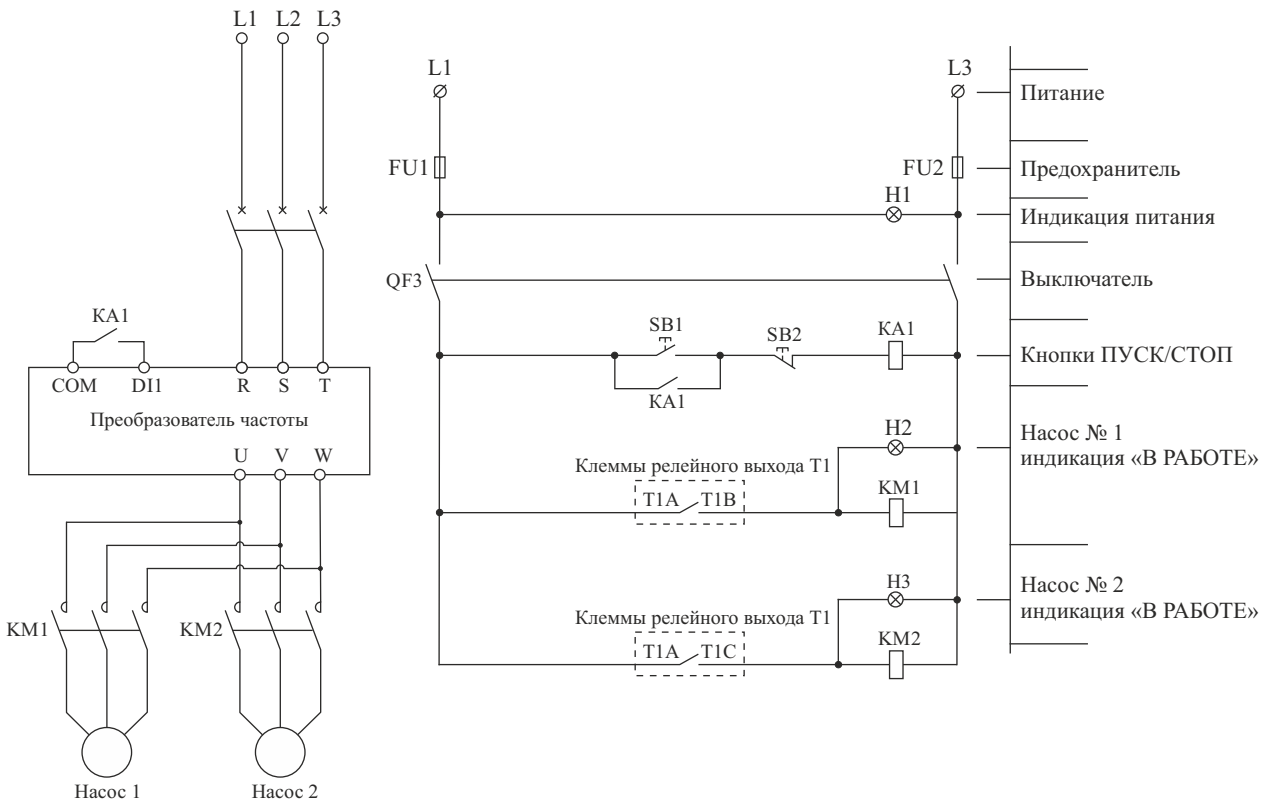 L1 L2 L3
KA1
COM DI1 R S T
Преобразователь частоты
U V W
KM1 KM2
Насос 1 Насос 2
L1 L3
FU1 FU2
H1
QF3
SB1 SB2 KA1
KA1
H2
Клеммы релейного выхода T1
T1A T1B KM1
H3
Клеммы релейного выхода T1
T1A T1C KM2
Питание
Предохранитель
Индикация питания
Выключатель
Кнопки ПУСК/СТОП
Насос № 1
индикация «В РАБОТЕ»
Насос № 2
индикация «В РАБОТЕ»